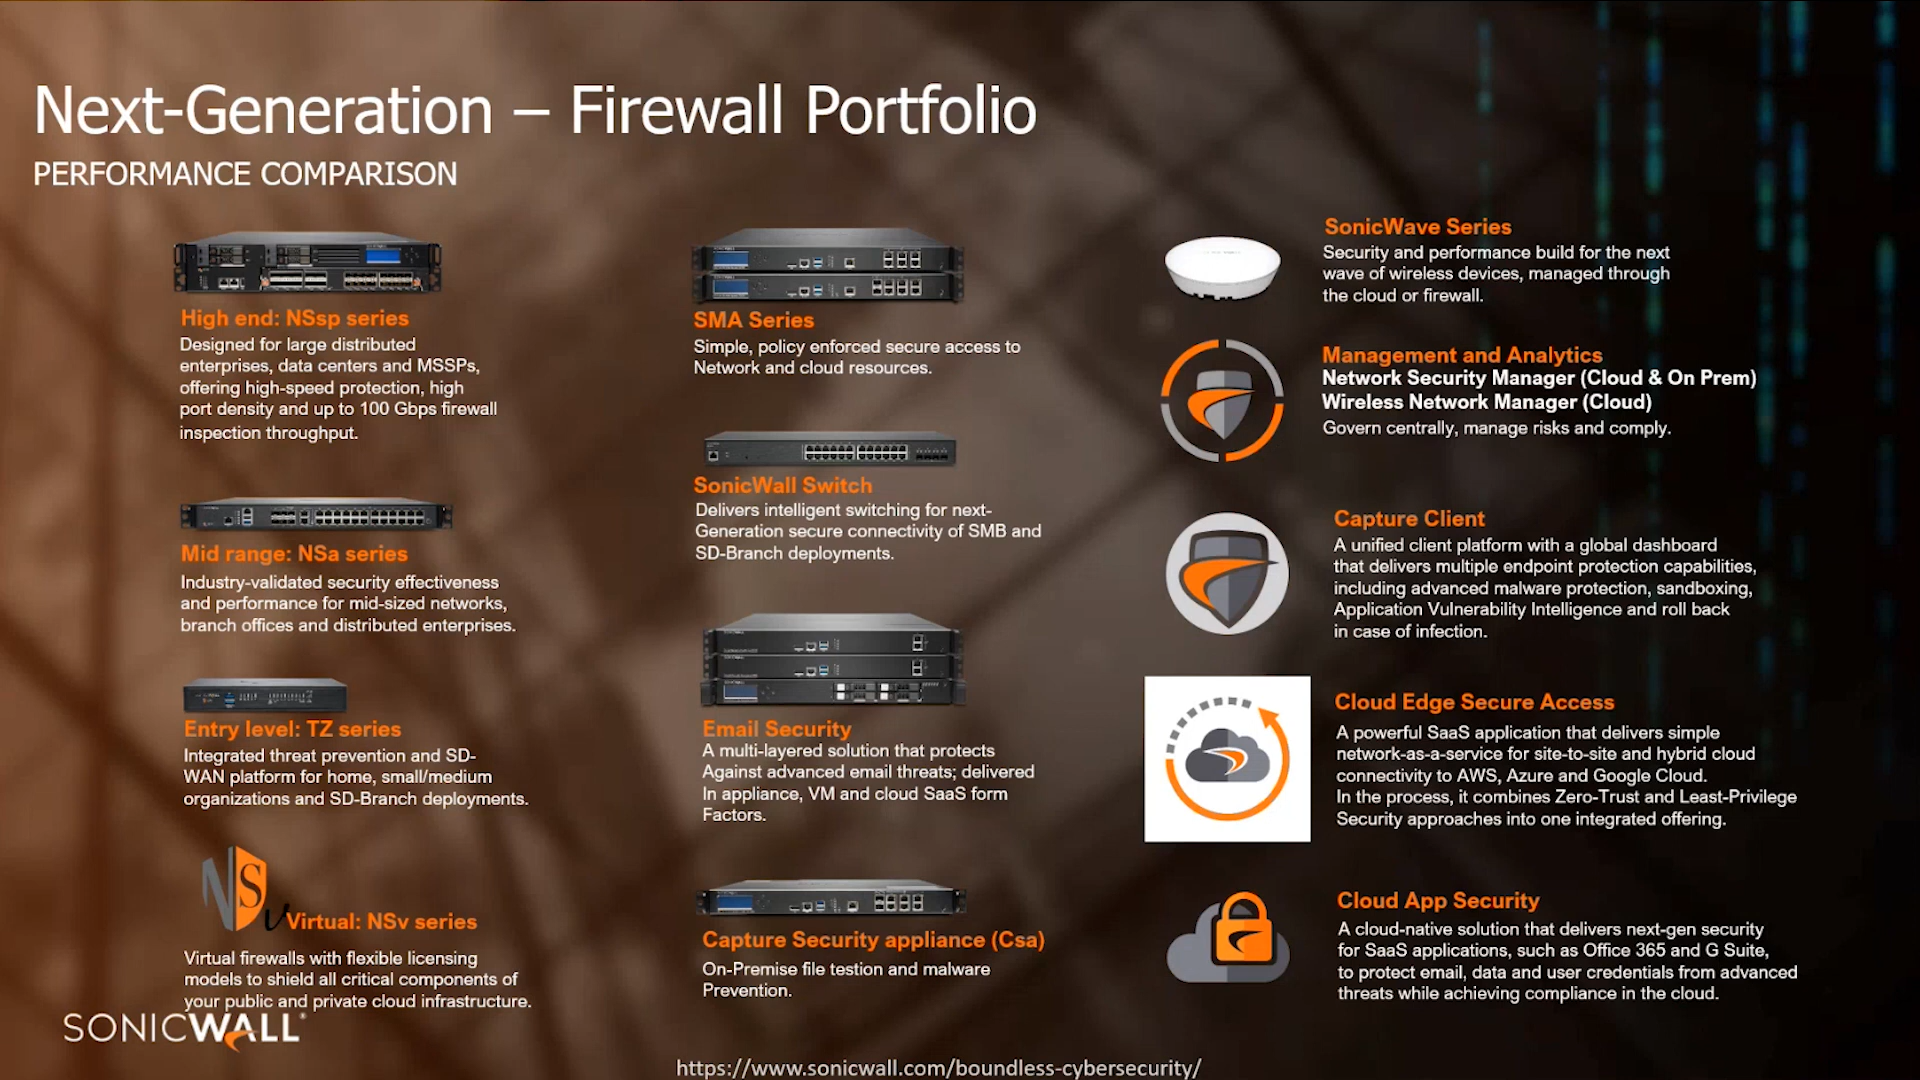 Next-Generation – Firewall Portfolio
PERFORMANCE COMPARISON
High end: NSsp series
Designed for large distributed
enterprises, data centers and MSSPs,
offering high-speed protection, high
port density and up to 100 Gbps firewall
inspection throughput.
Mid range: NSa series
Industry-validated security effectiveness
and performance for mid-sized networks,
branch offices and distributed enterprises.
Entry level: TZ series
Integrated threat prevention and SD-
WAN platform for home, small/medium
organizations and SD-Branch deployments.
NSv
Virtual: NSv series
Virtual firewalls with flexible licensing
models to shield all critical components of
your public and private cloud infrastructure.
SMA Series
Simple, policy enforced secure access to
Network and cloud resources.
SonicWall Switch
Delivers intelligent switching for next-
Generation secure connectivity of SMB and
SD-Branch deployments.
Email Security
A multi-layered solution that protects
Against advanced email threats; delivered
In appliance, VM and cloud SaaS form
Factors.
Capture Security appliance (Csa)
On-Premise file testion and malware
Prevention.
SonicWave Series
Security and performance build for the next
wave of wireless devices, managed through
the cloud or firewall.
Management and Analytics
Network Security Manager (Cloud & On Prem)
Wireless Network Manager (Cloud)
Govern centrally, manage risks and comply.
Capture Client
A unified client platform with a global dashboard
that delivers multiple endpoint protection capabilities,
including advanced malware protection, sandboxing,
Application Vulnerability Intelligence and roll back
in case of infection.
Cloud Edge Secure Access
A powerful SaaS application that delivers simple
network-as-a-service for site-to-site and hybrid cloud
connectivity to AWS, Azure and Google Cloud.
In the process, it combines Zero-Trust and Least-Privilege
Security approaches into one integrated offering.
Cloud App Security
A cloud-native solution that delivers next-gen security
for SaaS applications, such as Office 365 and G Suite,
to protect email, data and user credentials from advanced
threats while achieving compliance in the cloud.
SONICWALL
https://www.sonicwall.com/boundless-cybersecurity/